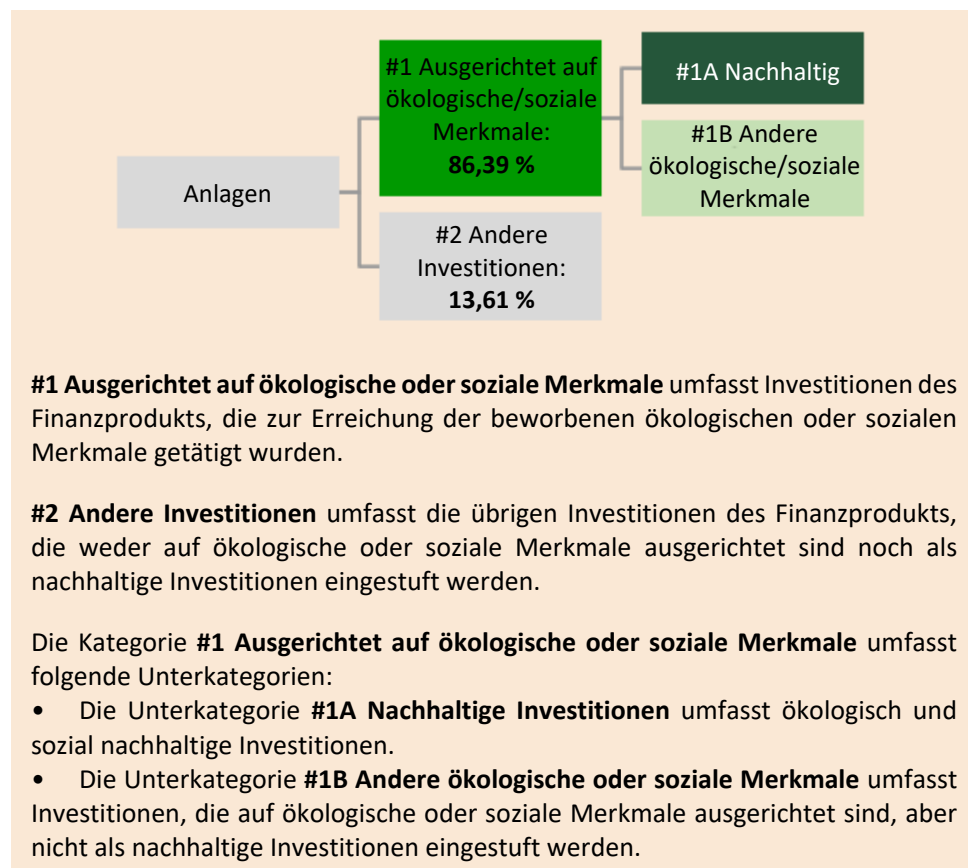 #1 Ausgerichtet auf
ökologische/soziale
Merkmale:
86,39 %
#1A Nachhaltig
#1B Andere
ökologische/soziale
Merkmale
Anlagen
#2 Andere
Investitionen:
13,61 %
#1 Ausgerichtet auf ökologische oder soziale Merkmale umfasst Investitionen des
Finanzprodukts, die zur Erreichung der beworbenen ökologischen oder sozialen
Merkmale getätigt wurden.
#2 Andere Investitionen umfasst die übrigen Investitionen des Finanzprodukts,
die weder auf ökologische oder soziale Merkmale ausgerichtet sind noch als
nachhaltige Investitionen eingestuft werden.
Die Kategorie #1 Ausgerichtet auf ökologische oder soziale Merkmale umfasst
folgende Unterkategorien:
• Die Unterkategorie #1A Nachhaltige Investitionen umfasst ökologisch und
sozial nachhaltige Investitionen.
• Die Unterkategorie #1B Andere ökologische oder soziale Merkmale umfasst
Investitionen, die auf ökologische oder soziale Merkmale ausgerichtet sind, aber
nicht als nachhaltige Investitionen eingestuft werden.